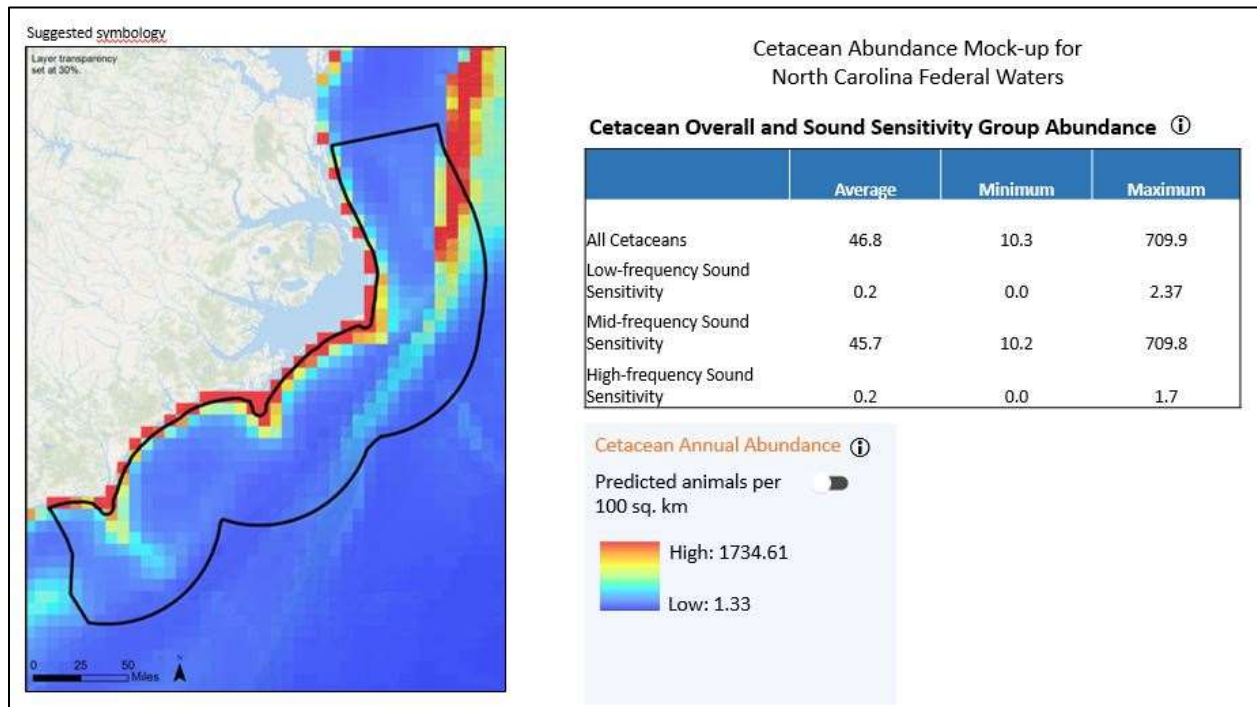 Suggested symbology
Layer transparency
set at 30%.
0 25 50
Miles
N
Cetacean Abundance Mock-up for
North Carolina Federal Waters
Cetacean Overall and Sound Sensitivity Group Abundance ⓘ
Average Minimum Maximum
All Cetaceans 46.8 10.3 709.9
Low-frequency Sound
Sensitivity 0.2 0.0 2.37
Mid-frequency Sound
Sensitivity 45.7 10.2 709.8
High-frequency Sound
Sensitivity 0.2 0.0 1.7
Cetacean Annual Abundance ⓘ
Predicted animals per
100 sq. km
High: 1734.61
Low: 1.33